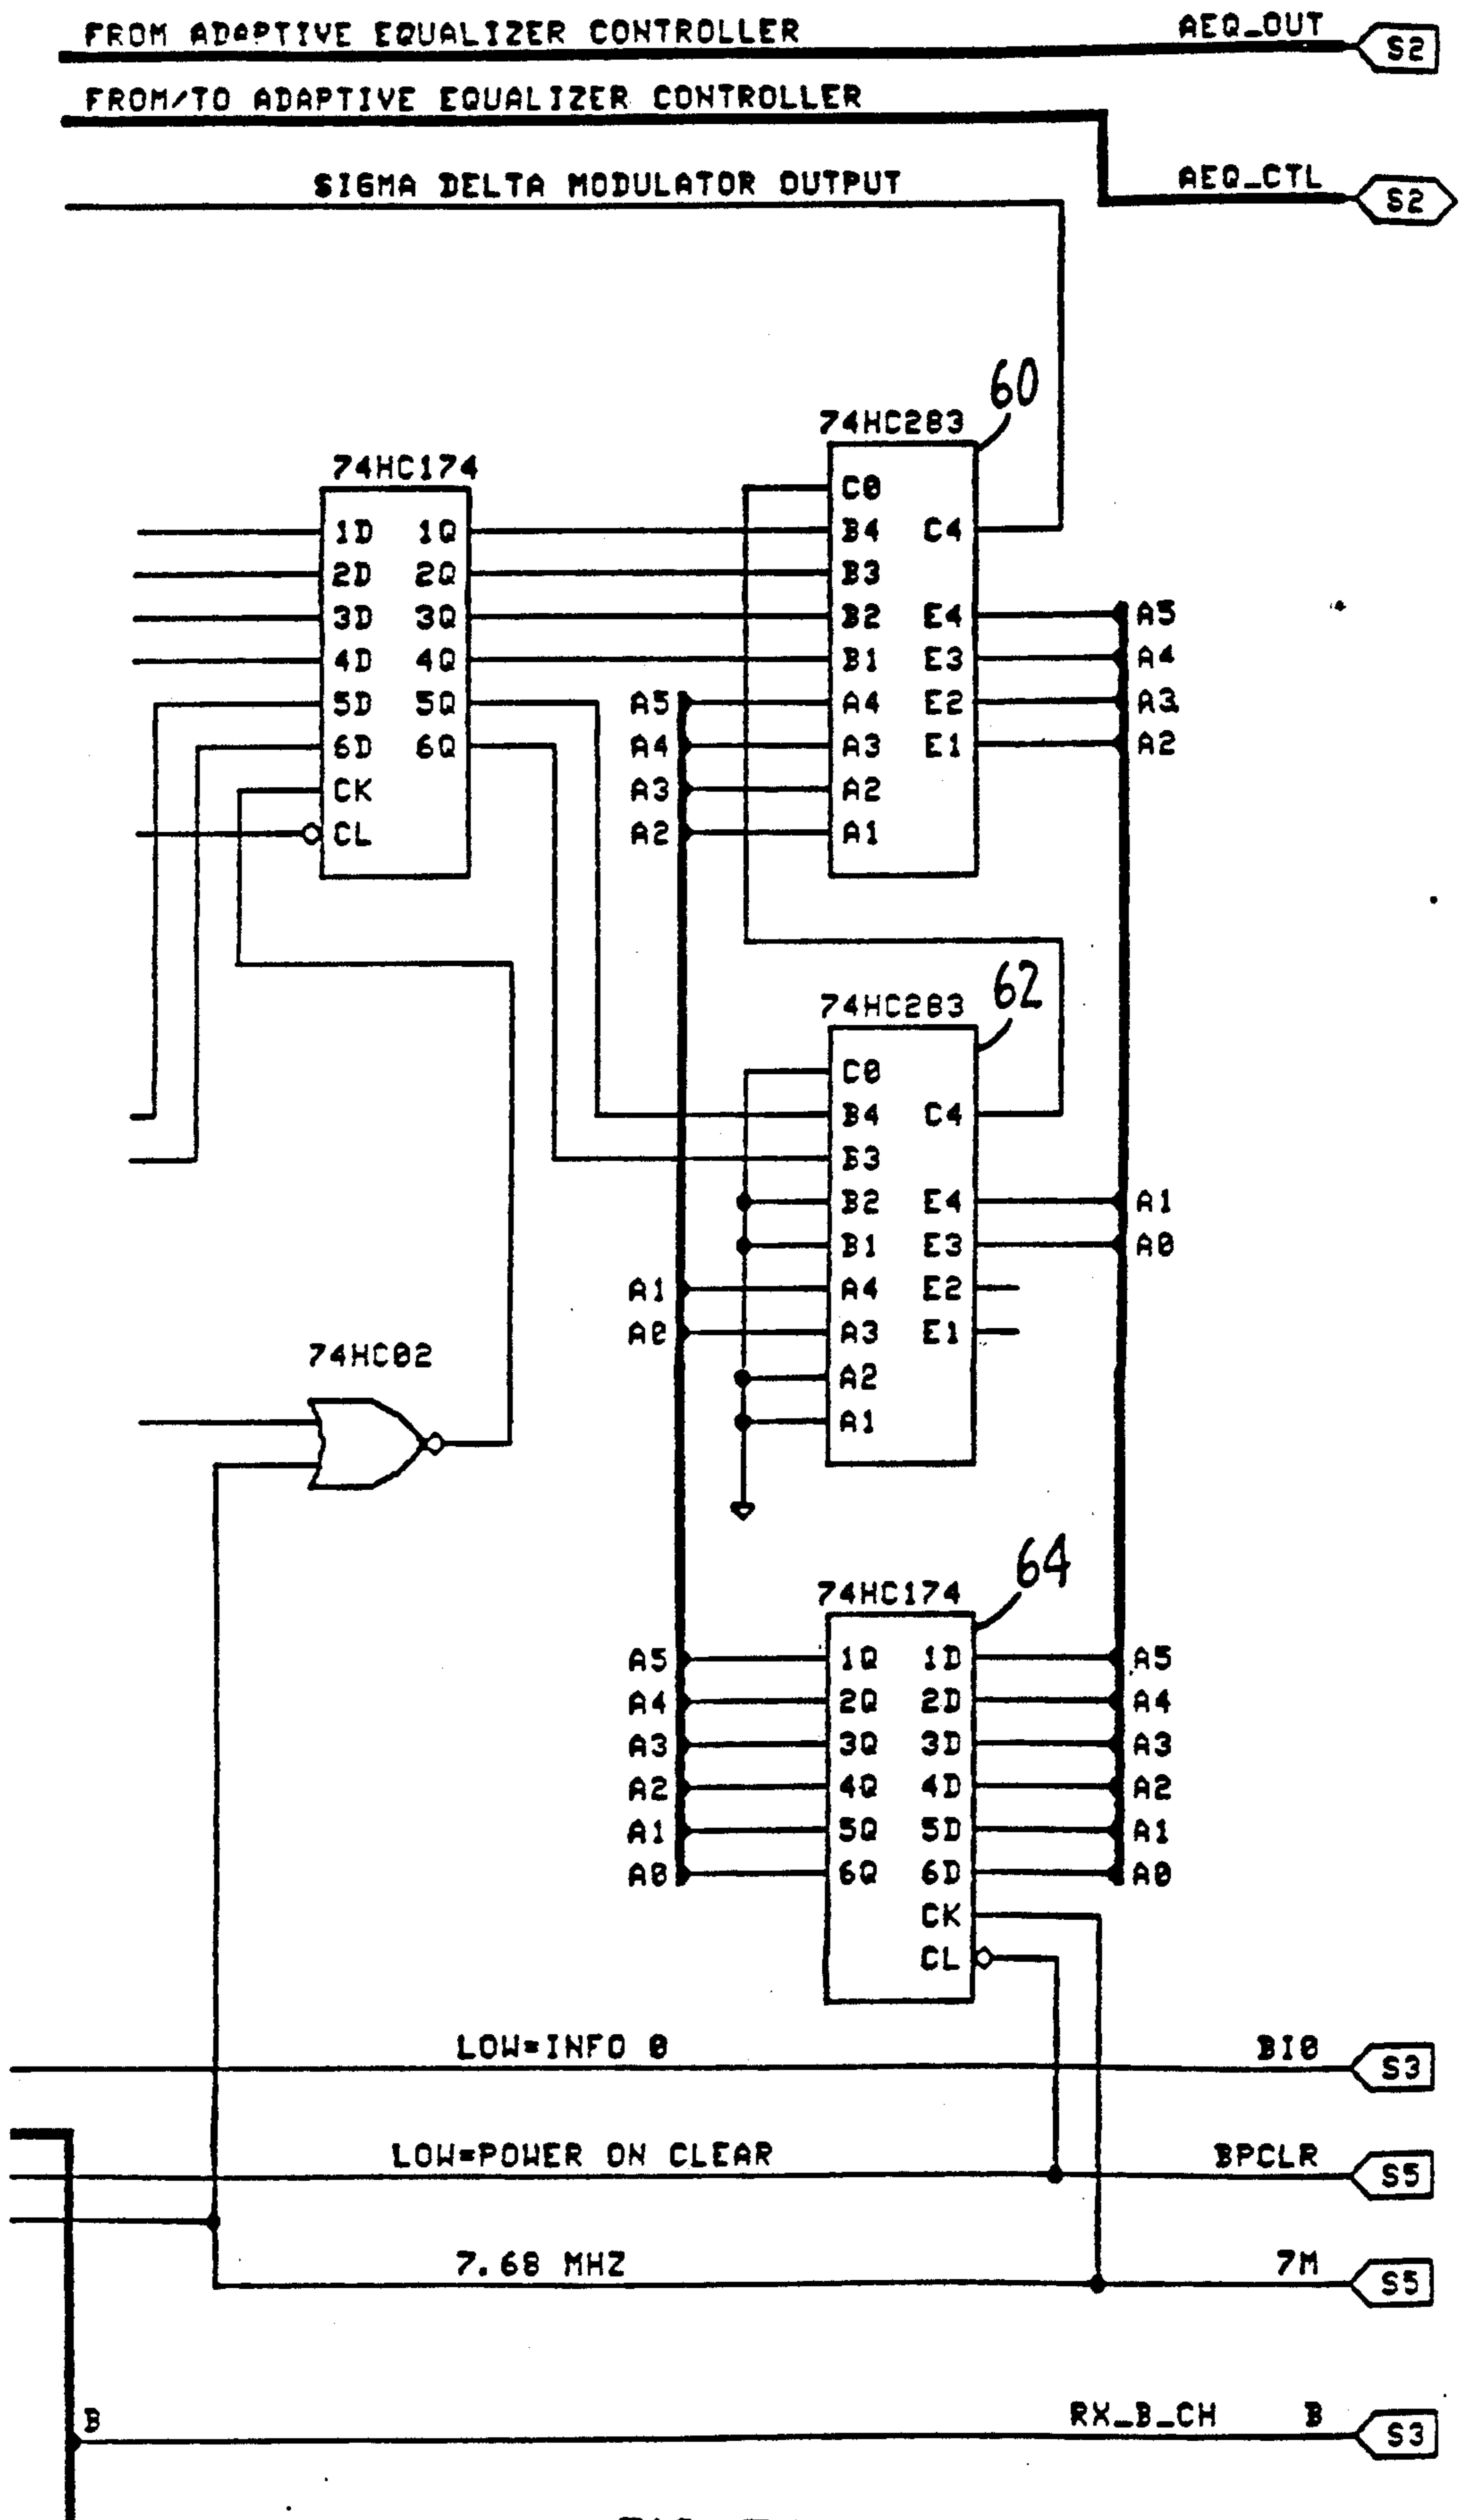 FROM ADAPTIVE EQUALIZER CONTROLLER AEQ_OUT S2
FROM/TO ADAPTIVE EQUALIZER CONTROLLER
SIGMA DELTA MODULATOR OUTPUT AEQ_CTL S2
60
74HC283
74HC174
C0
1D 1Q B4 C4
2D 2Q B3
3D 3Q B2 E4 A5
4D 4Q B1 E3 A4
5D 5Q A5 A4 E2 A3
6D 6Q A4 A3 E1 A2
CK A3 A2
CL A2 A1
62
74HC283
C0
B4 C4
B3
B2 E4 A1
B1 E3 A0
A1 A4 E2
A0 A3 E1
74HC02
A2
A1
64
74HC174
A5 1Q 1D A5
A4 2Q 2D A4
A3 3Q 3D A3
A2 4Q 4D A2
A1 5Q 5D A1
A0 6Q 6D A0
CK
CL
LOW=INFO 0 BI0 S3
LOW=POWER ON CLEAR BPCLR S5
7.68 MHZ 7M S5
B RX_B_CH B S3